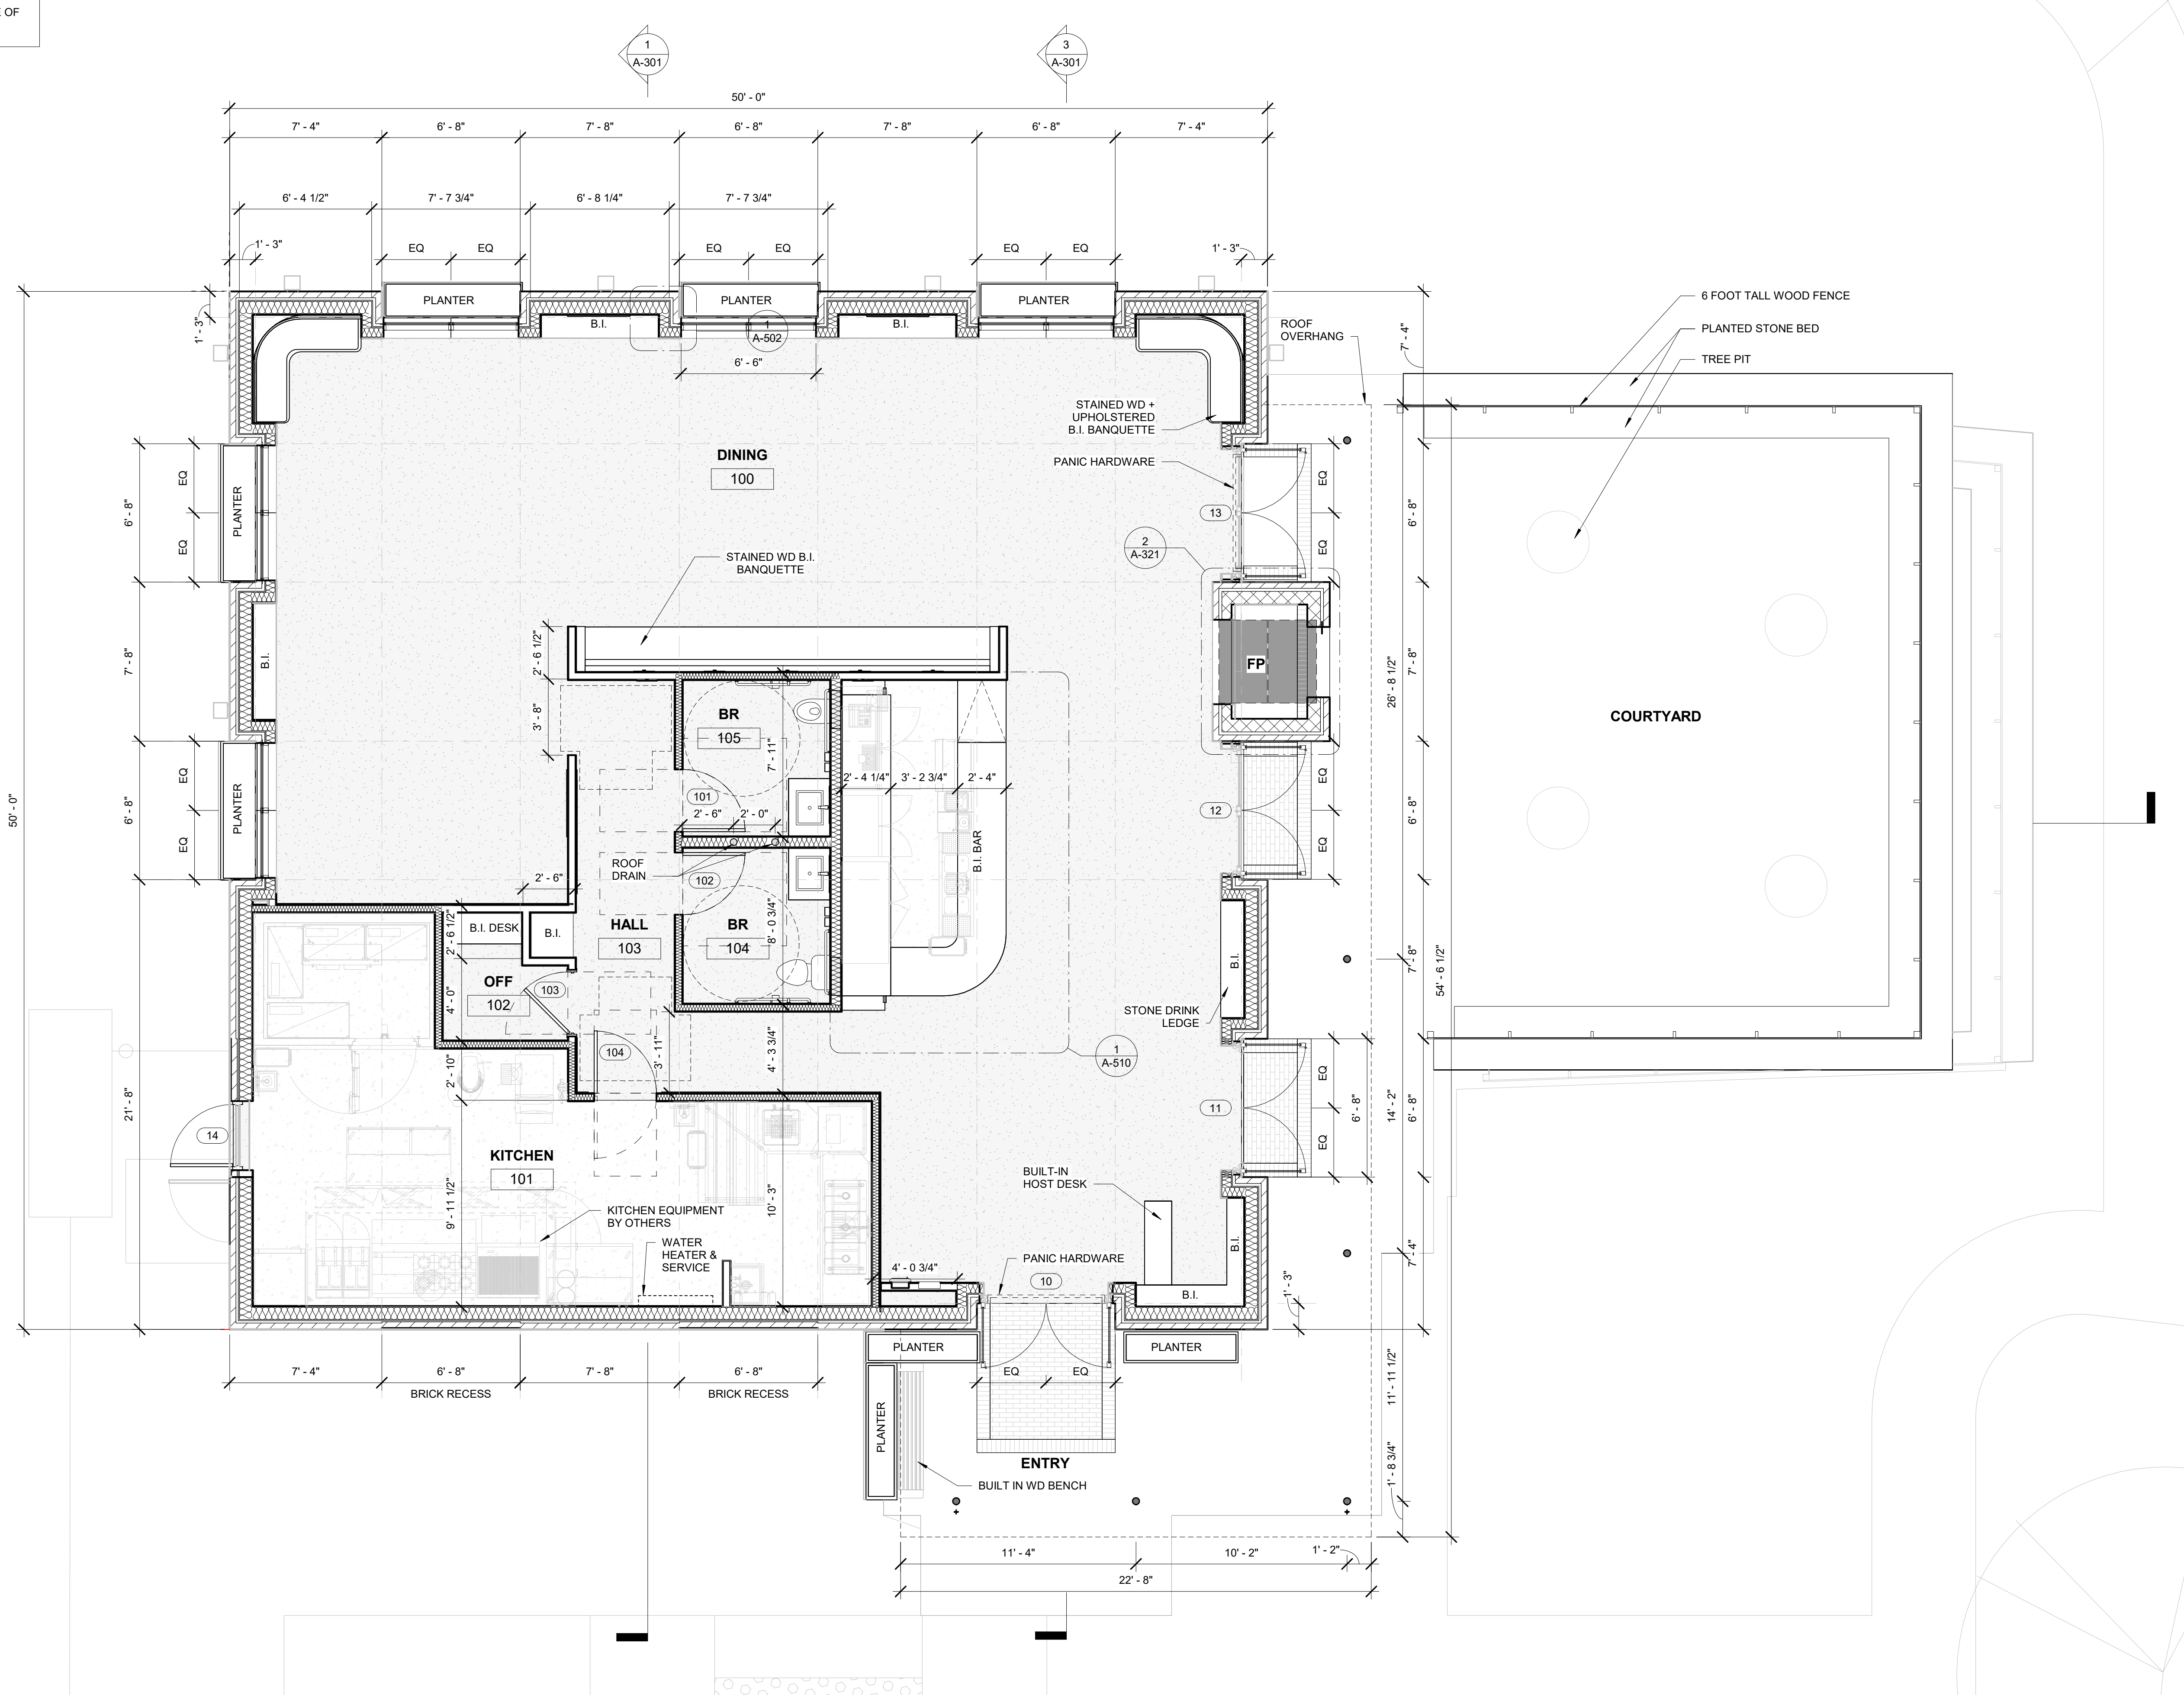 E OF
1
A-301
3
A-301
50' - 0"
7' - 4"
6' - 8"
7' - 8"
6' - 8"
7' - 8"
6' - 8"
7' - 4"
6' - 4 1/2"
7' - 7 3/4"
6' - 8 1/4"
7' - 7 3/4"
1' - 3"
EQ
EQ
EQ
EQ
EQ
EQ
1' - 3"
PLANTER
PLANTER
PLANTER
1' - 3"
B.I.
1
A-502
B.I.
6' - 6"
ROOF
OVERHANG
7' - 4"
6 FOOT TALL WOOD FENCE
PLANTED STONE BED
TREE PIT
STAINED WD +
UPHOLSTERED
B.I. BANQUETTE
PANIC HARDWARE
DINING
100
6' - 8"
EQ
EQ
PLANTER
13
EQ
EQ
6' - 8"
2
A-321
STAINED WD B.I.
BANQUETTE
7' - 8"
B.I.
2' - 6 1/2"
3' - 8"
FP
26' - 8 1/2"
7' - 8"
COURTYARD
BR
105
7' - 11"
2' - 4 1/4"
3' - 2 3/4"
2' - 4"
101
2' - 6"
2' - 0"
50' - 0"
6' - 8"
EQ
EQ
PLANTER
12
EQ
EQ
6' - 8"
B.I. BAR
ROOF
DRAIN
102
2' - 6"
B.I. DESK
2' - 6 1/2"
B.I.
HALL
103
BR
104
8' - 0 3/4"
OFF
102
103
4' - 0"
B.I.
7' - 8"
54' - 6 1/2"
STONE DRINK
LEDGE
104
3' - 11"
4' - 3 3/4"
2' - 10"
1
A-510
21' - 8"
14
11
EQ
EQ
6' - 8"
14' - 2"
6' - 8"
KITCHEN
101
9' - 11 1/2"
10' - 3"
BUILT-IN
HOST DESK
KITCHEN EQUIPMENT
BY OTHERS
WATER
HEATER &
SERVICE
B.I.
7' - 4"
PANIC HARDWARE
4' - 0 3/4"
10
B.I.
1' - 3"
PLANTER
PLANTER
7' - 4"
6' - 8"
7' - 8"
6' - 8"
BRICK RECESS
BRICK RECESS
EQ
EQ
11' - 11 1/2"
PLANTER
ENTRY
BUILT IN WD BENCH
1' - 8 3/4"
11' - 4"
10' - 2"
1' - 2"
22' - 8"